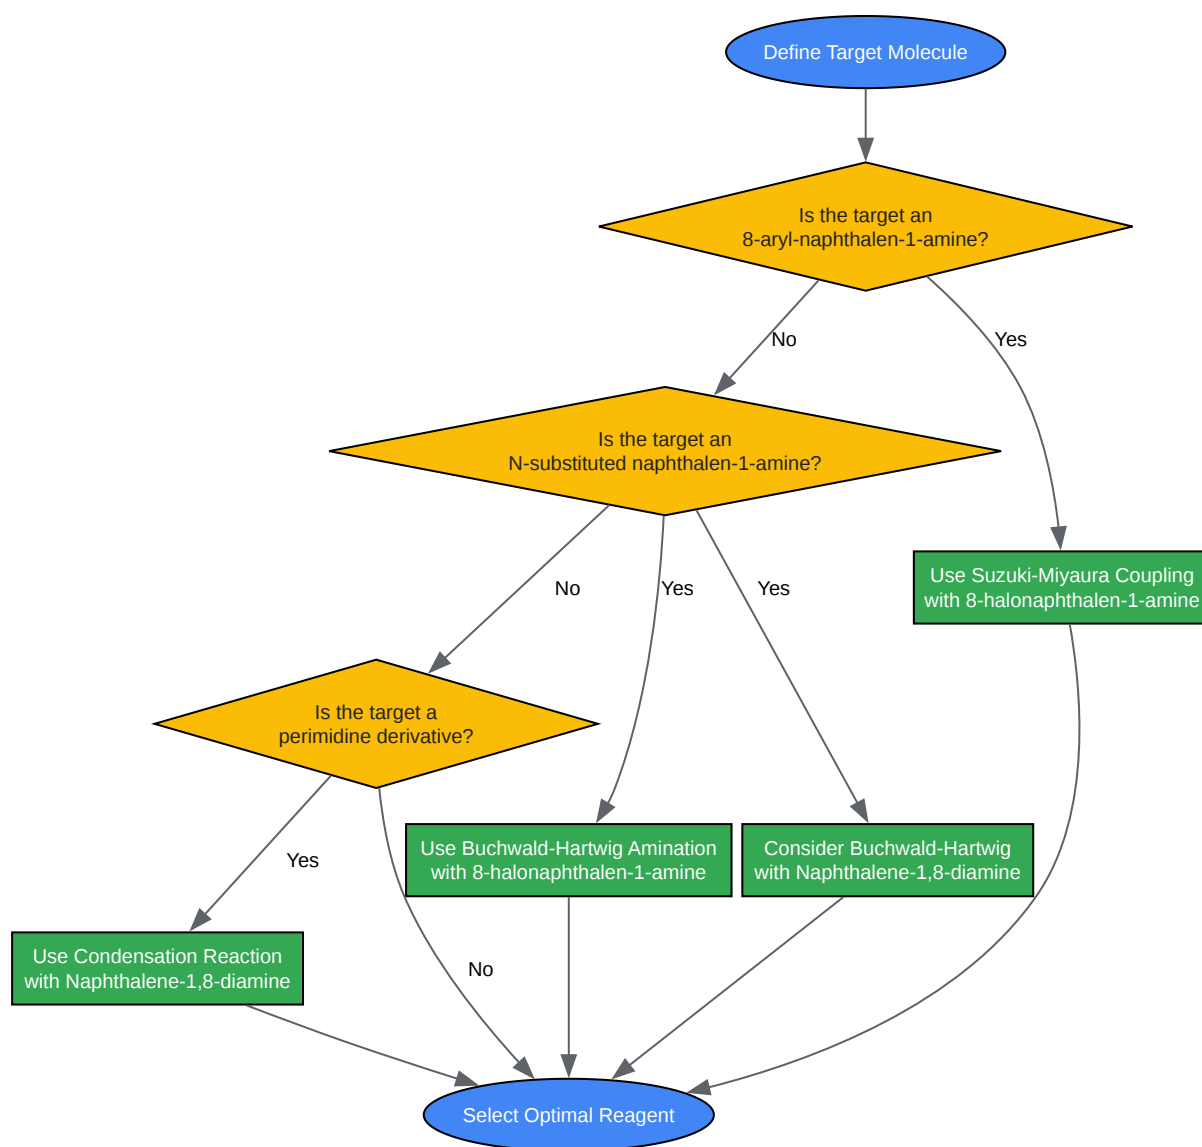 Define Target Molecule
Is the target an
8-aryl-naphthalen-1-amine?
No
Yes
Is the target an
N-substituted naphthalen-1-amine?
Use Suzuki-Miyaura Coupling
with 8-halonaphthalen-1-amine
No
Yes
Yes
Is the target a
perimidine derivative?
Use Buchwald-Hartwig Amination
with 8-halonaphthalen-1-amine
Consider Buchwald-Hartwig
with Naphthalene-1,8-diamine
Yes
Use Condensation Reaction
with Naphthalene-1,8-diamine
No
Select Optimal Reagent